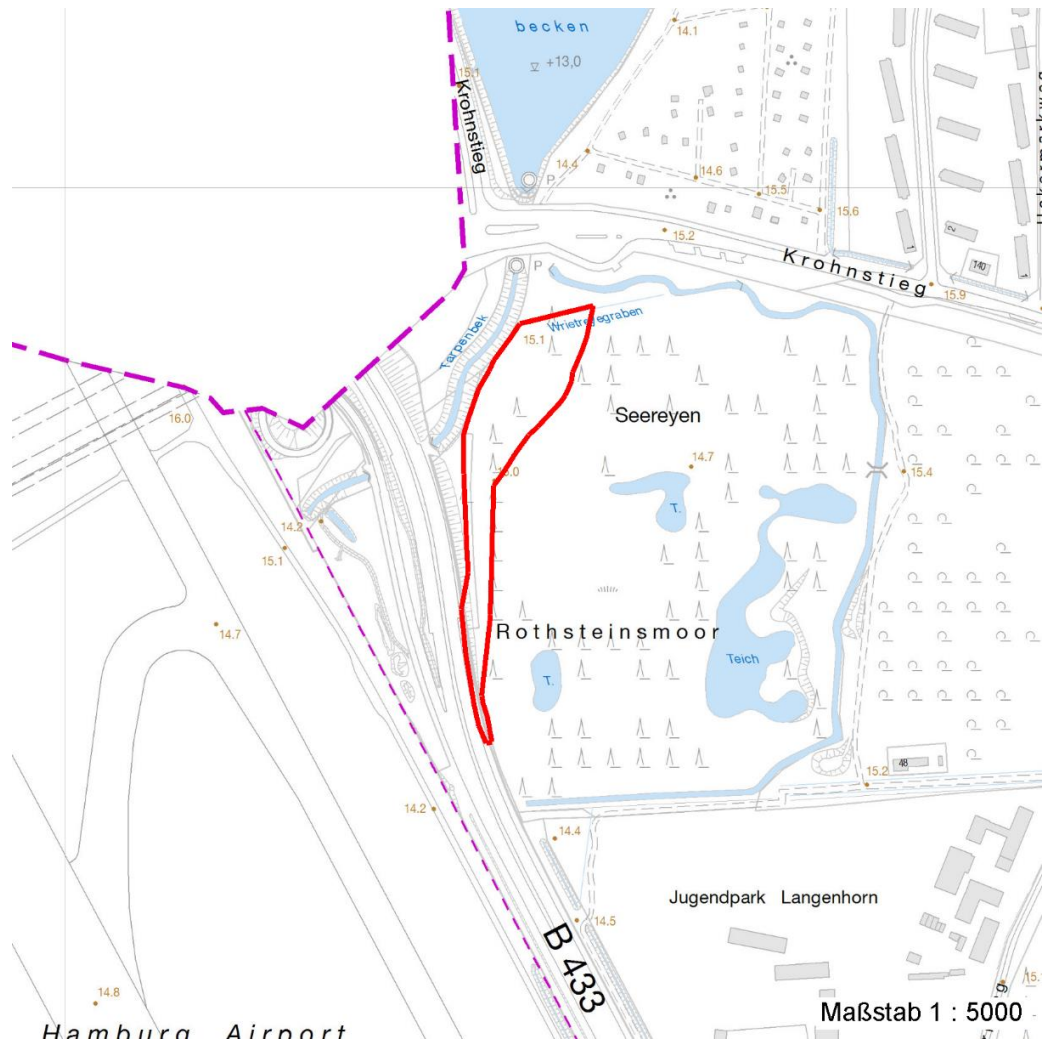 becken
+13,0
14.1
15.1
Krohnstieg
P
14.4
14.6
15.5
15.6
15.2
1
2
1
140
Krohnstieg
15.9
P
Tarpenbek
15.1
16.0
Seereyen
15.4
14.7
T.
14.2
15.1
14.7
Rothsteinsmoor
Teich
T.
48
15.2
14.2
14.4
Jugendpark Langenhorn
14.5
B 433
14.8
Maßstab 1 : 5000
Hamburg Airport